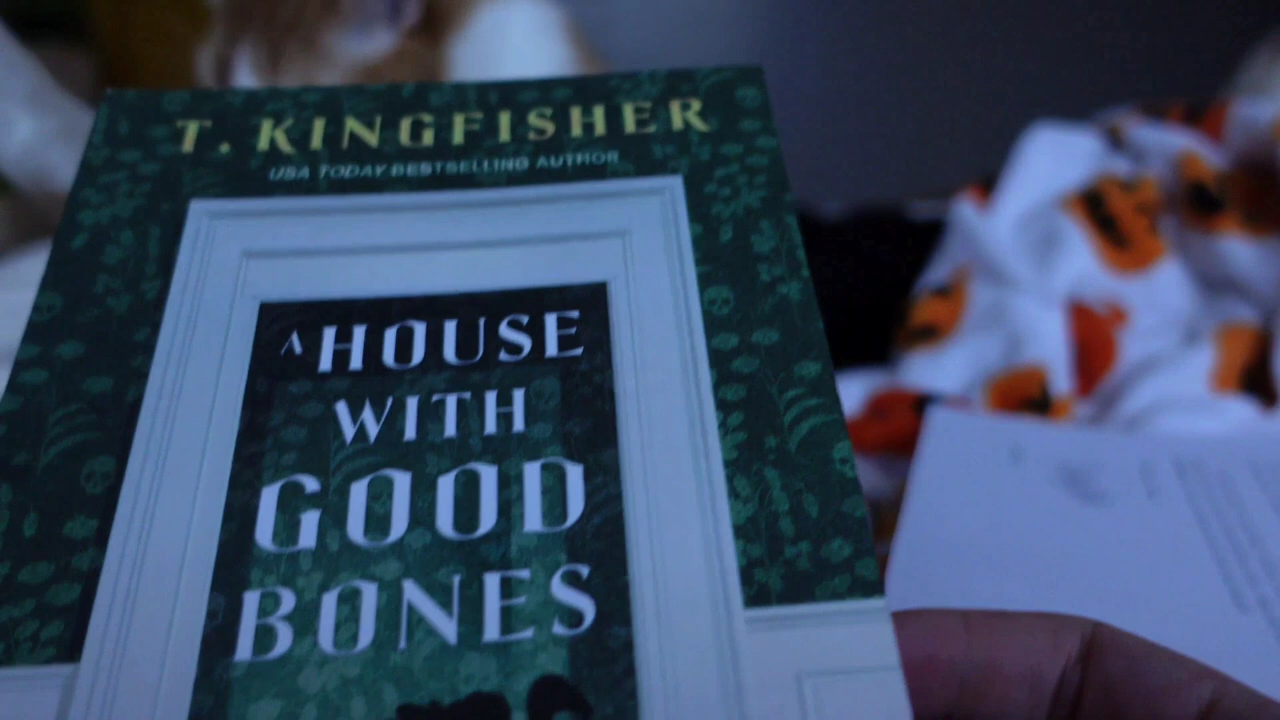 T. KINGFISHER
USA TODAY BESTSELLING AUTHOR
A HOUSE
WITH
GOOD
BONES